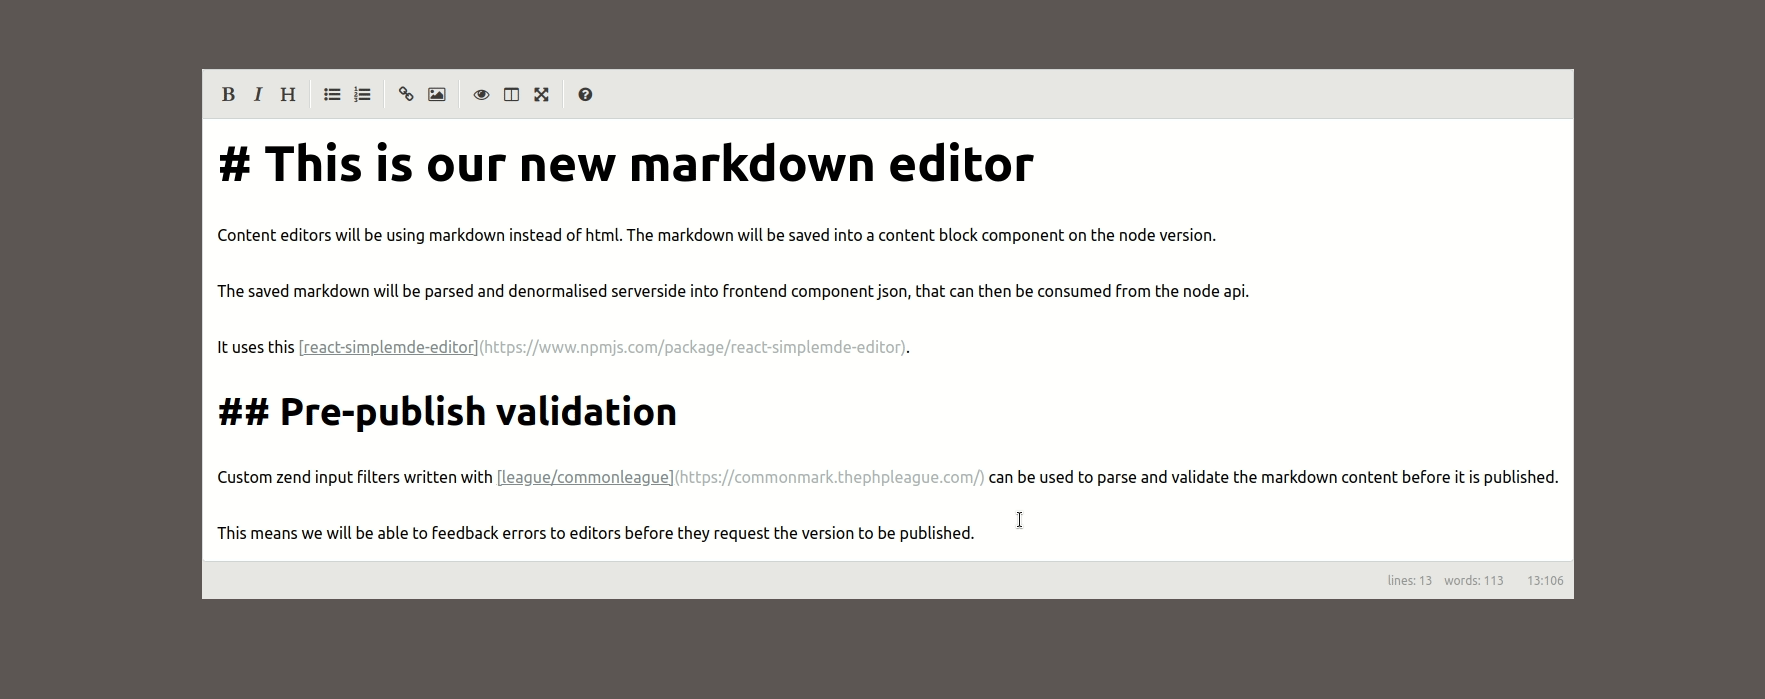 B I H
# This is our new markdown editor
Content editors will be using markdown instead of html. The markdown will be saved into a content block component on the node version.
The saved markdown will be parsed and denormalised serverside into frontend component json, that can then be consumed from the node api.
It uses this [react-simplemde-editor](https://www.npmjs.com/package/react-simplemde-editor).
## Pre-publish validation
Custom zend input filters written with [league/commonleague](https://commonmark.thephpleague.com/) can be used to parse and validate the markdown content before it is published.
This means we will be able to feedback errors to editors before they request the version to be published.
lines: 13 words: 113 13:106